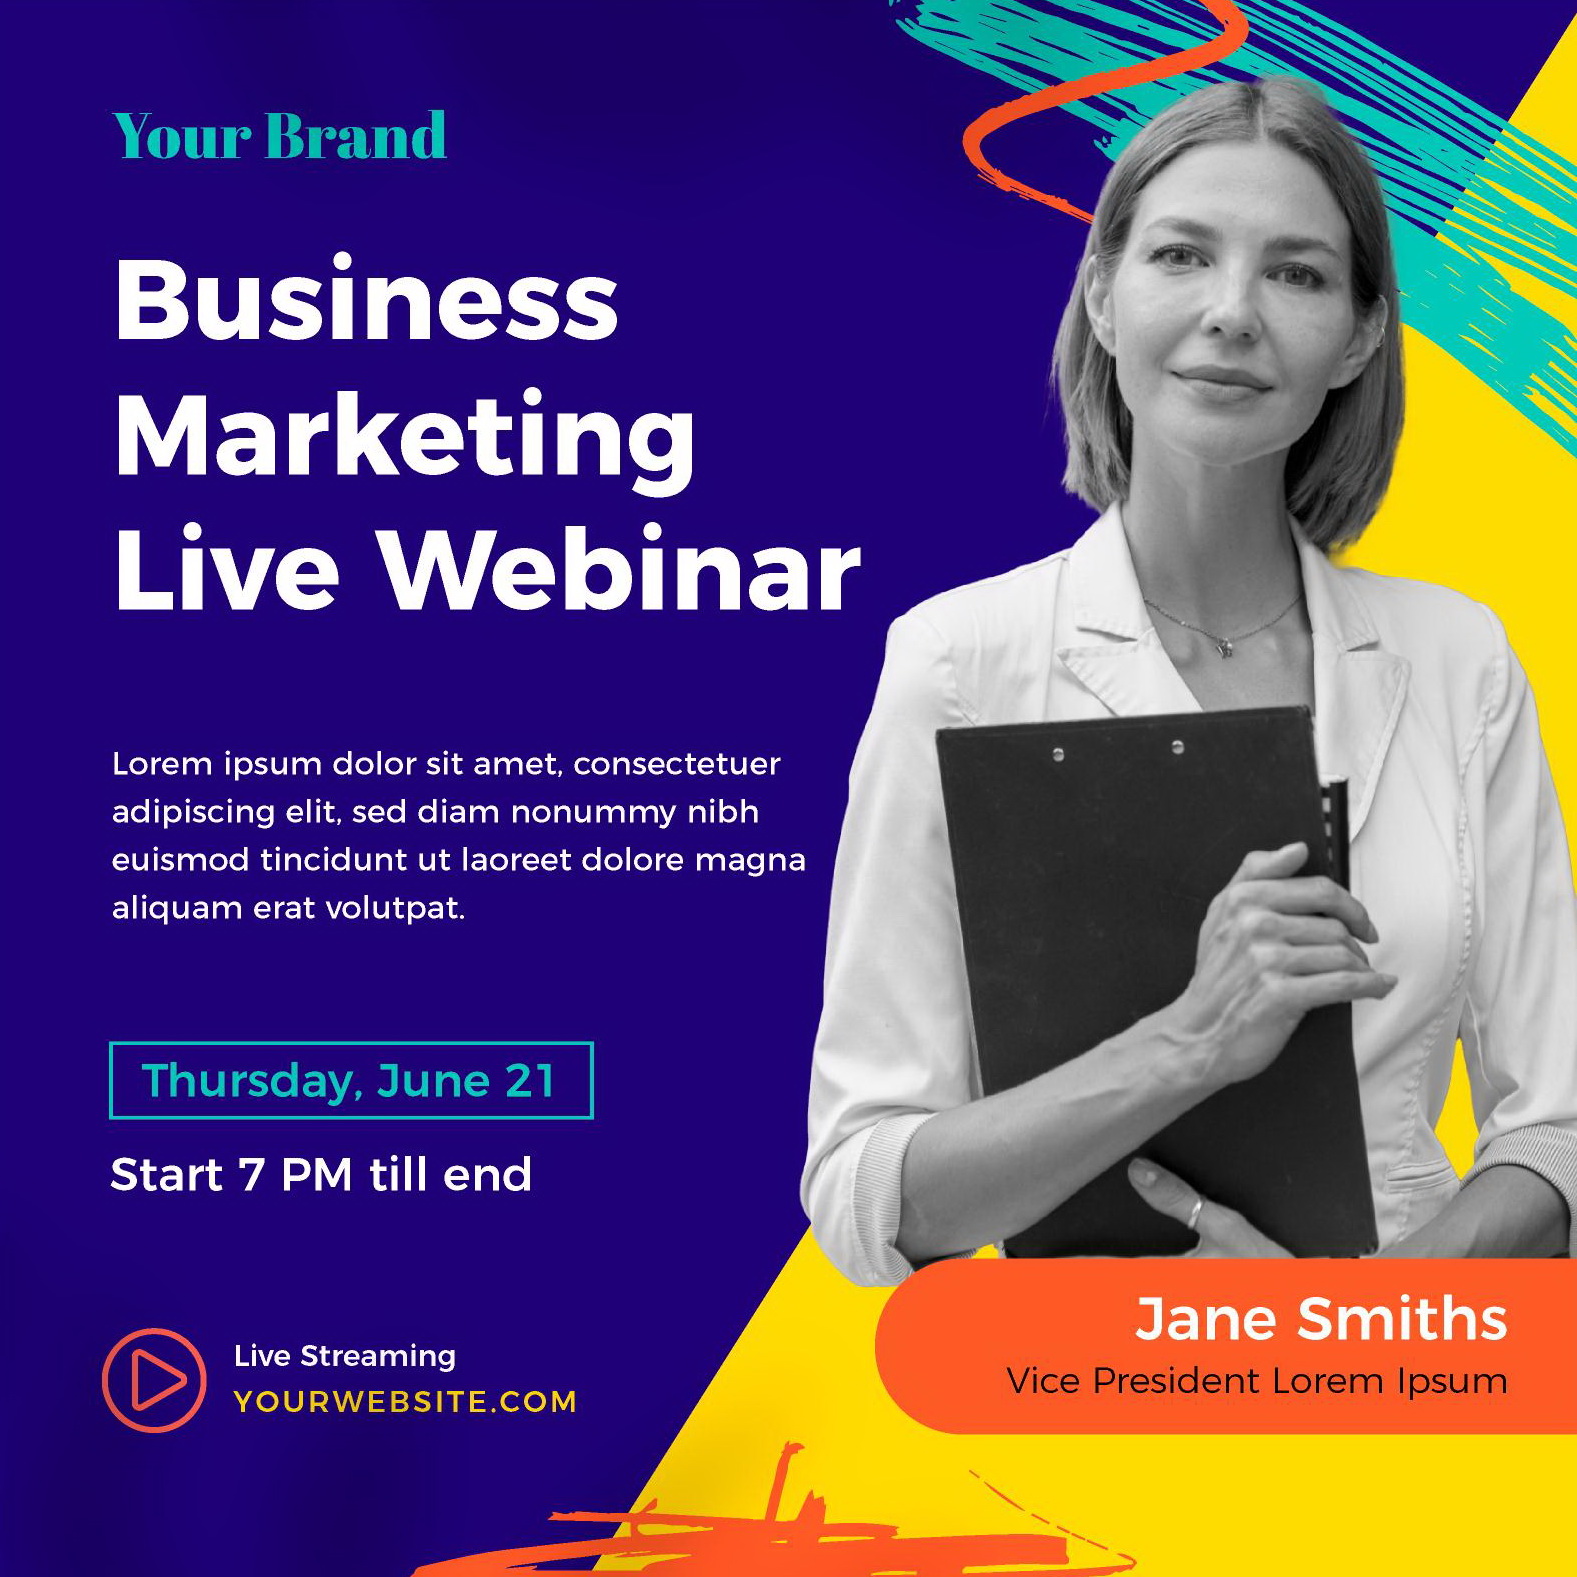 Your Brand
Business
Marketing
Live Webinar
Lorem ipsum dolor sit amet, consectetuer
adipiscing elit, sed diam nonummy nibh
euismod tincidunt ut laoreet dolore magna
aliquam erat volutpat.
Thursday, June 21
Start 7 PM till end
Live Streaming
YOURWEBSITE.COM
Jane Smiths
Vice President Lorem Ipsum